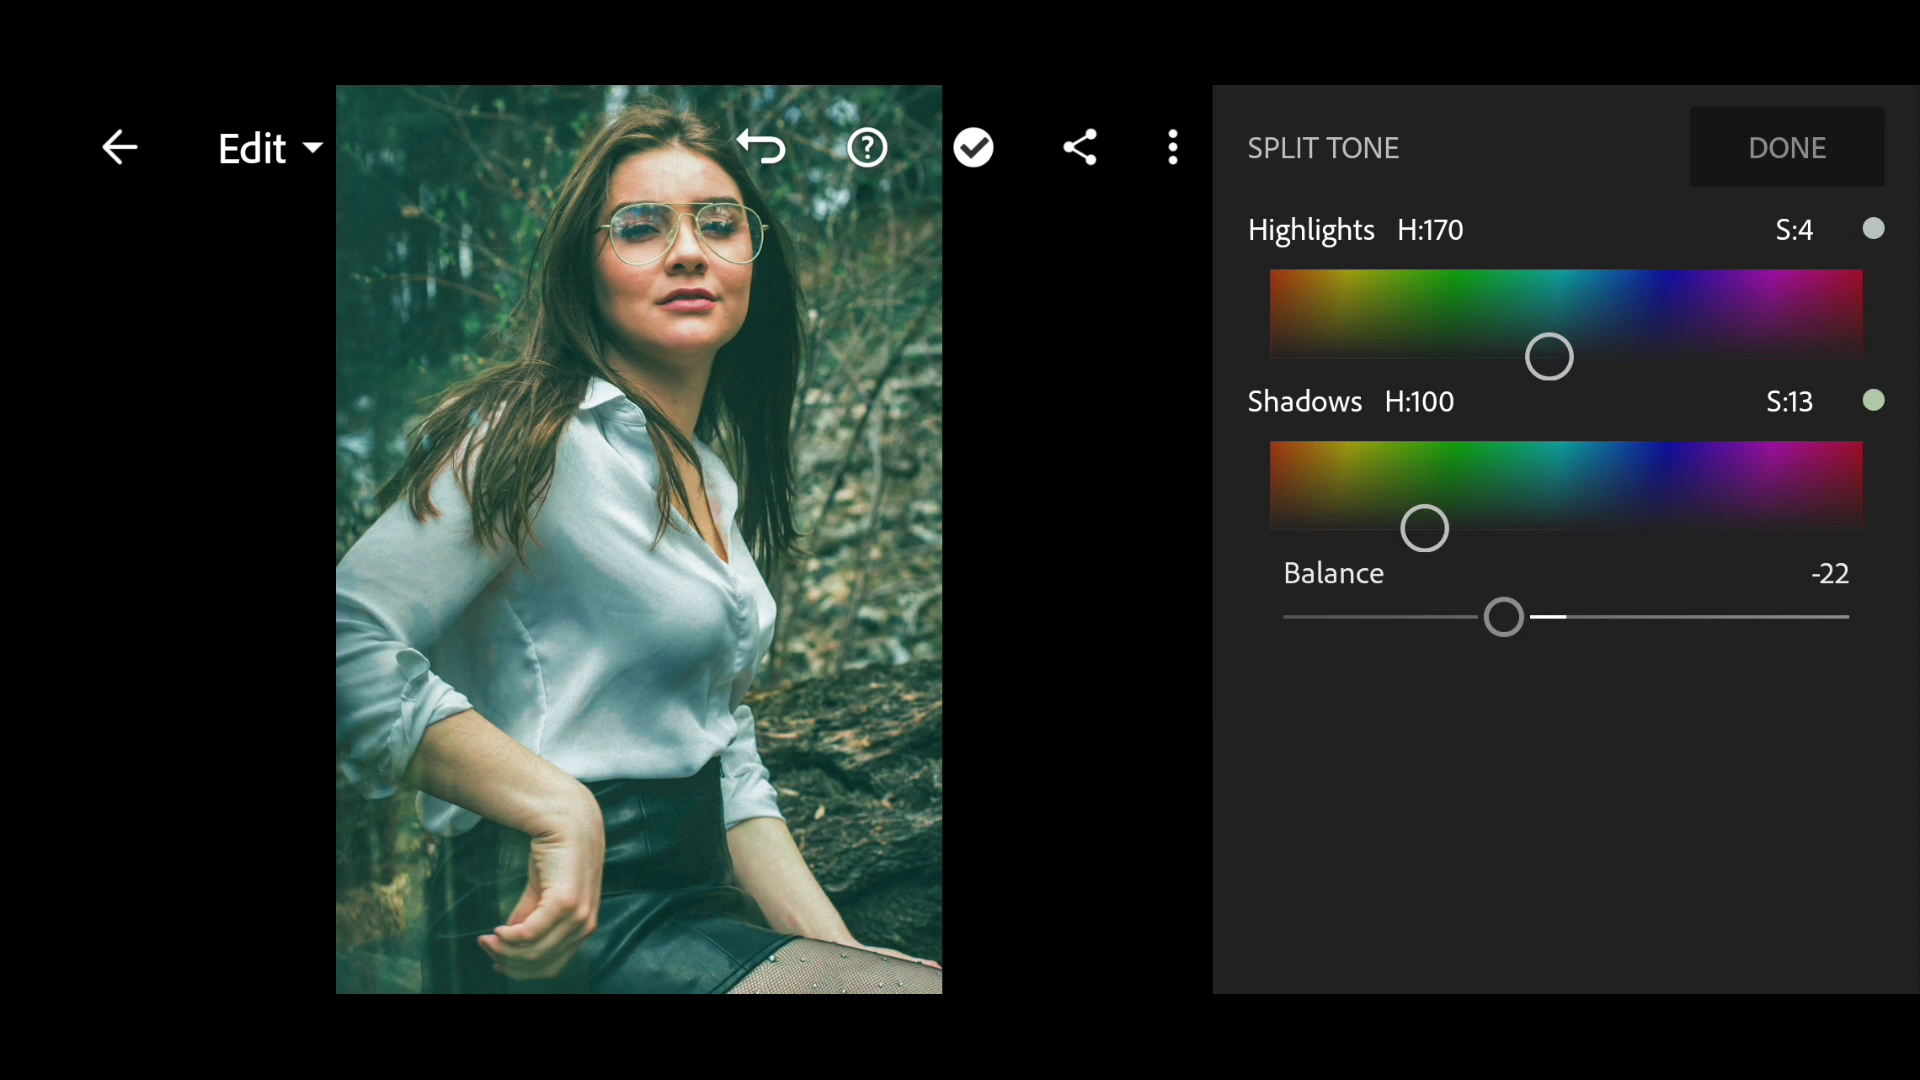 Edit
SPLIT TONE
DONE
Highlights H:170 S:4
Shadows H:100 S:13
Balance -22